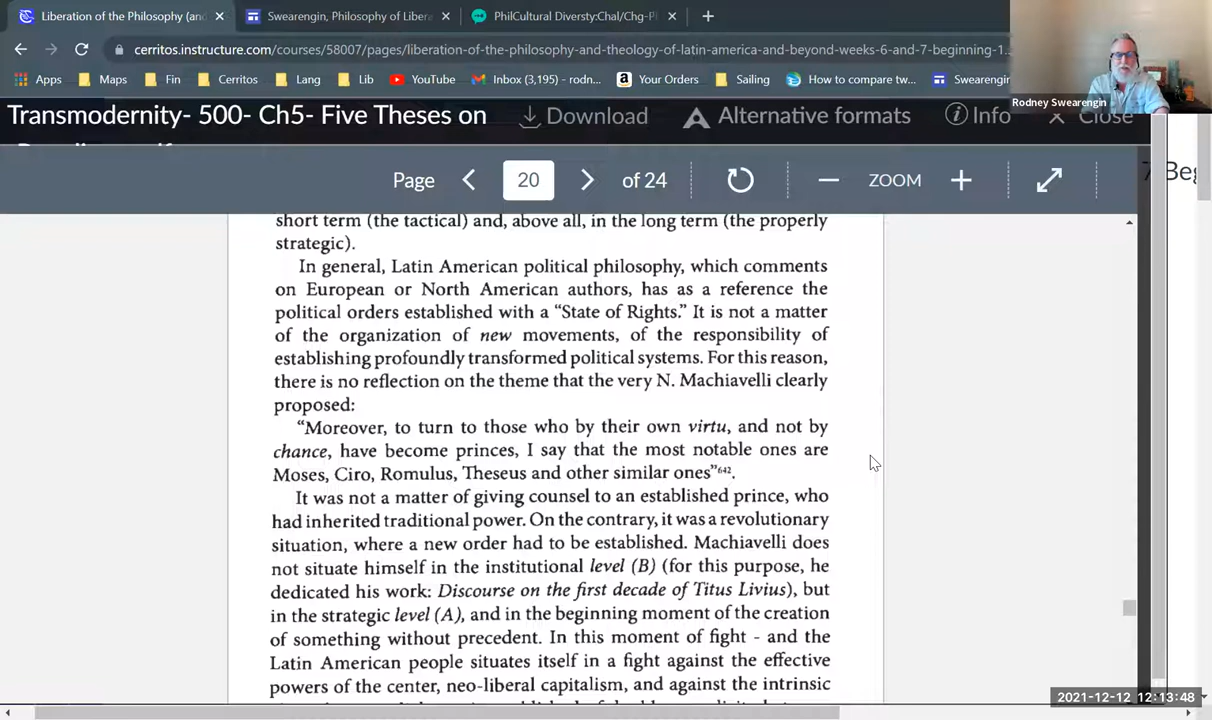 Liberation of the Philosophy (and
Swearengin, Philosophy of Libera
PhilCultural Diversty:Chal/Chg-P
cerritos.instructure.com/courses/58007/pages/liberation-of-the-philosophy-and-theology-of-latin-america-and-beyond-weeks-6-and-7-beginning-1...
Apps Maps Fin Cerritos Lang Lib YouTube Inbox (3,195) - rodn... Your Orders Sailing How to compare tw... Swearengin
Rodney Swearengin
Transmodernity- 500- Ch5- Five Theses on Download Alternative formats Info Close
Page 20 of 24 ZOOM
short term (the tactical) and, above all, in the long term (the properly
strategic).
In general, Latin American political philosophy, which comments
on European or North American authors, has as a reference the
political orders established with a “State of Rights.” It is not a matter
of the organization of new movements, of the responsibility of
establishing profoundly transformed political systems. For this reason,
there is no reflection on the theme that the very N. Machiavelli clearly
proposed:
“Moreover, to turn to those who by their own virtu, and not by
chance, have become princes, I say that the most notable ones are
Moses, Ciro, Romulus, Theseus and other similar ones”642.
It was not a matter of giving counsel to an established prince, who
had inherited traditional power. On the contrary, it was a revolutionary
situation, where a new order had to be established. Machiavelli does
not situate himself in the institutional level (B) (for this purpose, he
dedicated his work: Discourse on the first decade of Titus Livius), but
in the strategic level (A), and in the beginning moment of the creation
of something without precedent. In this moment of fight - and the
Latin American people situates itself in a fight against the effective
powers of the center, neo-liberal capitalism, and against the intrinsic
2021-12-12 12:13:48